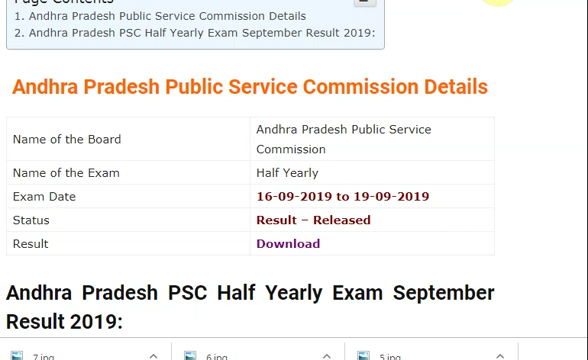 Page Contents
1. Andhra Pradesh Public Service Commission Details
2. Andhra Pradesh PSC Half Yearly Exam September Result 2019:
Andhra Pradesh Public Service Commission Details
Name of the Board
Andhra Pradesh Public Service
Commission
Name of the Exam
Half Yearly
Exam Date
16-09-2019 to 19-09-2019
Status
Result – Released
Result
Download
Andhra Pradesh PSC Half Yearly Exam September
Result 2019:
7.jpg
6.jpg
5.jpg